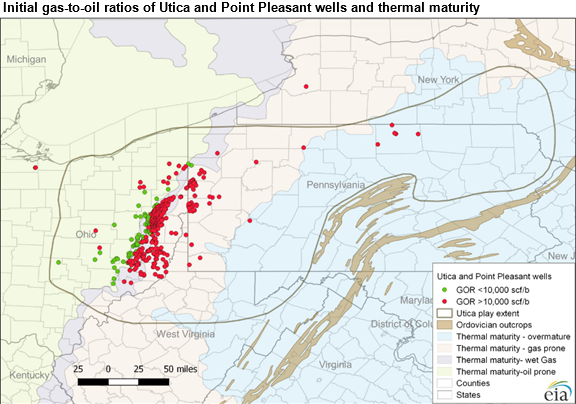 Initial gas-to-oil ratios of Utica and Point Pleasant wells and thermal maturity
Michigan
New York
Pennsylvania
Ohio
New J
Maryla
District of Colu
West Virginia
Virginia
Kentucky
25 0 25 50 miles
Utica and Point Pleasant wells
GOR <10,000 scf/b
GOR >10,000 scf/b
Utica play extent
Ordovician outcrops
Thermal maturity - overmature
Thermal maturity - gas prone
Thermal maturity- wet Gas
Thermal maturity-oil prone
Counties
States
eia